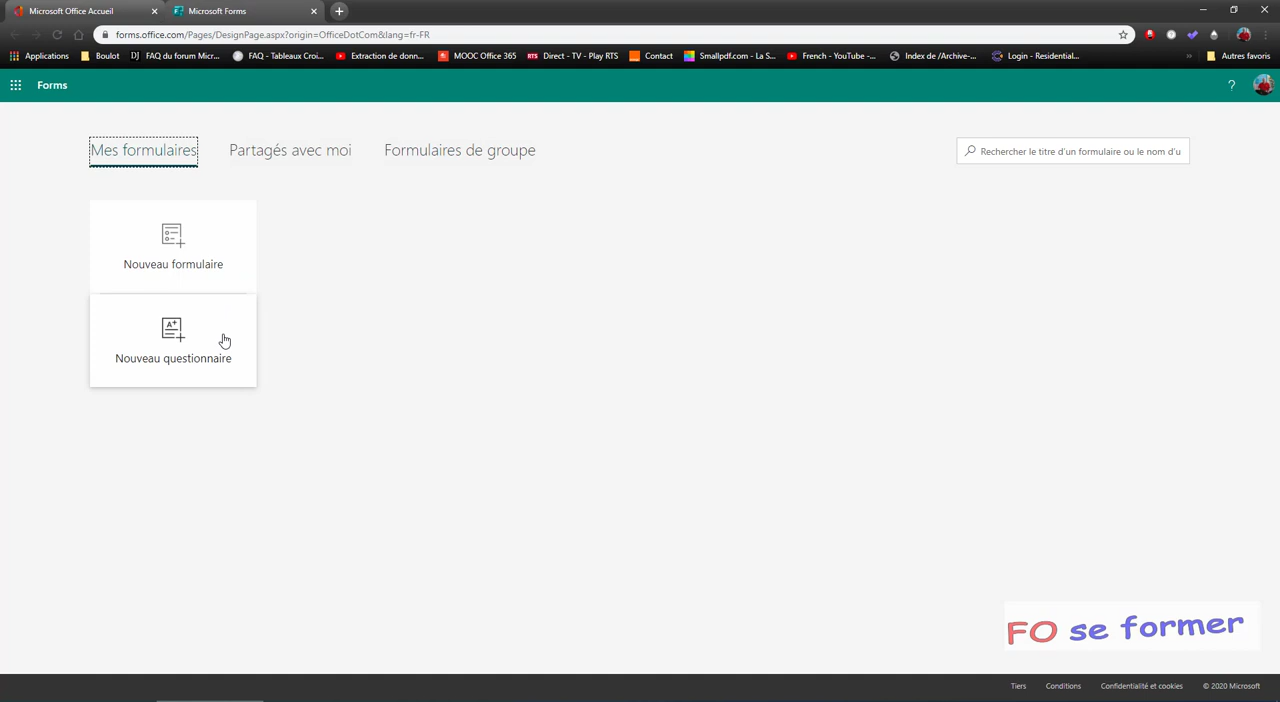 Microsoft Office Accueil
Microsoft Forms
forms.office.com/Pages/DesignPage.aspx?origin=OfficeDotCom&lang=fr-FR
Applications Boulot DJ FAQ du forum Micr... FAQ - Tableaux Croi... Extraction de donn... MOOC Office 365 RTS Direct - TV - Play RTS Contact Smallpdf.com - La S... French - YouTube -... Index de /Archive-... Login - Residential... » Autres favoris
Forms ?
Mes formulaires Partagés avec moi Formulaires de groupe
Rechercher le titre d'un formulaire ou le nom d'u
Nouveau formulaire
A+
Nouveau questionnaire
FO se former
Tiers Conditions Confidentialité et cookies © 2020 Microsoft